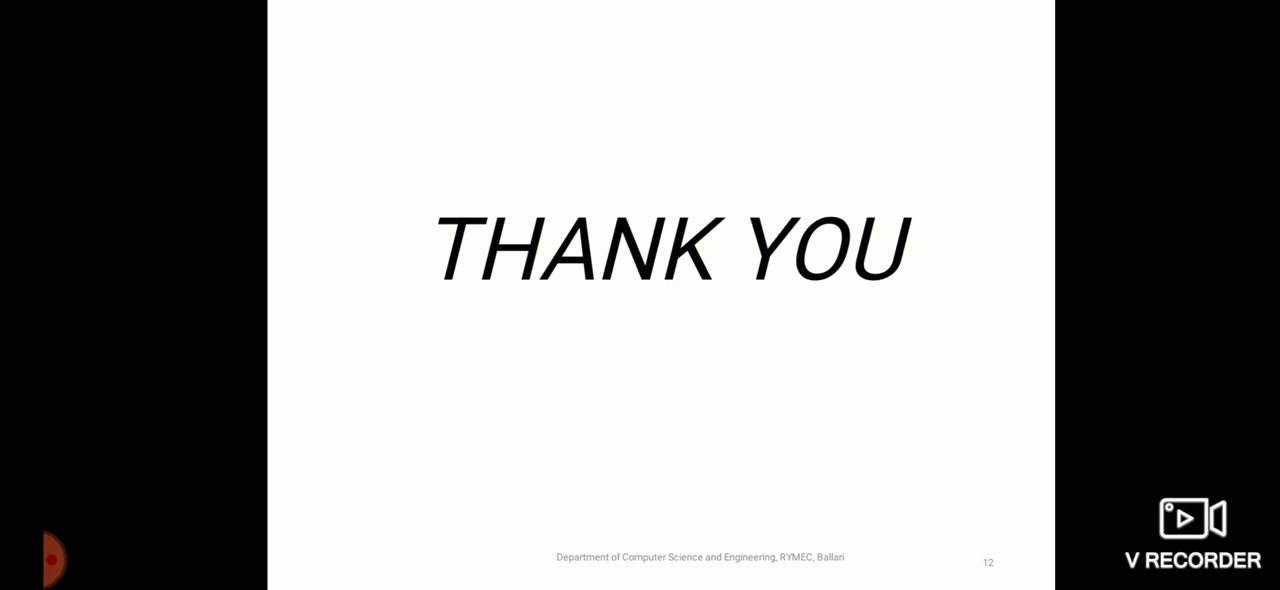 THANK YOU
Department of Computer Science and Engineering, RYMEC, Ballari
12
V RECORDER